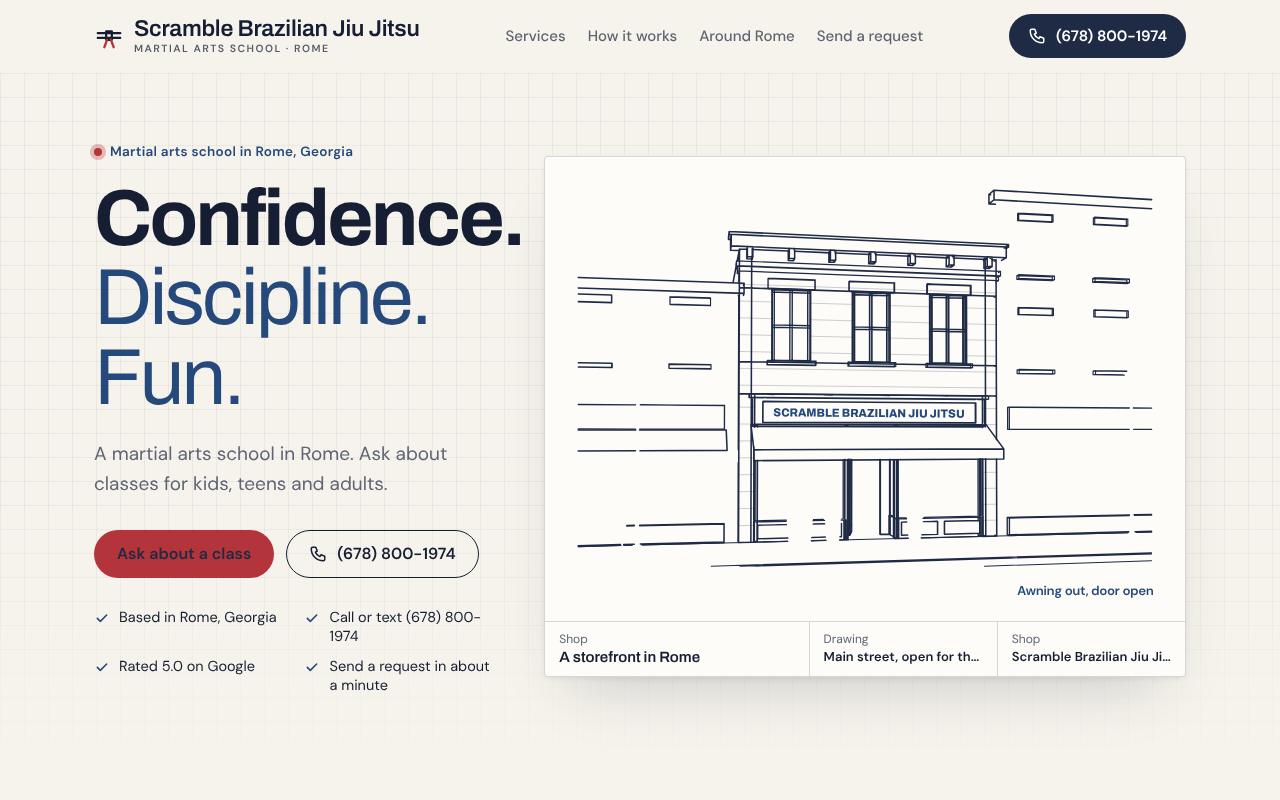 Scramble Brazilian Jiu Jitsu
MARTIAL ARTS SCHOOL · ROME
Services
How it works
Around Rome
Send a request
(678) 800-1974
Martial arts school in Rome, Georgia
Confidence.
Discipline.
Fun.
A martial arts school in Rome. Ask about
classes for kids, teens and adults.
Ask about a class
(678) 800-1974
Based in Rome, Georgia
Call or text (678) 800-
1974
Rated 5.0 on Google
Send a request in about
a minute
SCRAMBLE BRAZILIAN JIU JITSU
Awning out, door open
Shop
A storefront in Rome
Drawing
Main street, open for th…
Shop
Scramble Brazilian Jiu Ji…